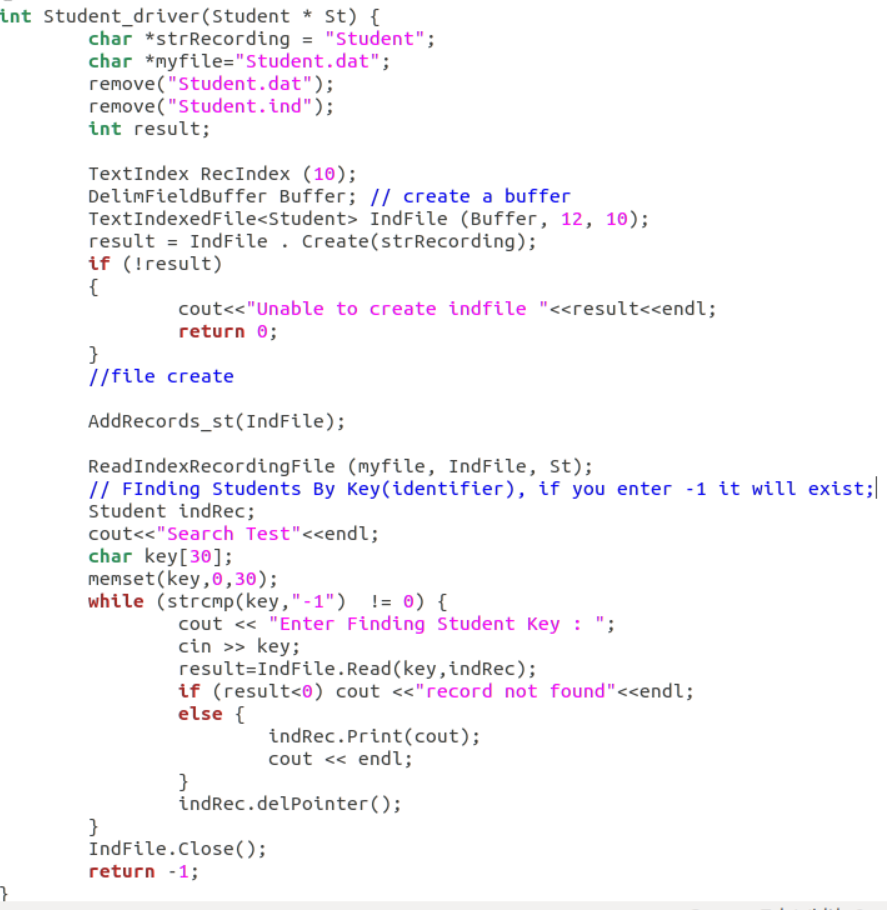 int Student_driver(Student * St) {
        char *strRecording = "Student";
        char *myfile="Student.dat";
        remove("Student.dat");
        remove("Student.ind");
        int result;

        TextIndex RecIndex (10);
        DelimFieldBuffer Buffer; // create a buffer
        TextIndexedFile<Student> IndFile (Buffer, 12, 10);
        result = IndFile . Create(strRecording);
        if (!result)
        {
                cout<<"Unable to create indfile "<<result<<endl;
                return 0;
        }
        //file create

        AddRecords_st(IndFile);

        ReadIndexRecordingFile (myfile, IndFile, St);
        // FInding Students By Key(identifier), if you enter -1 it will exist;
        Student indRec;
        cout<<"Search Test"<<endl;
        char key[30];
        memset(key,0,30);
        while (strcmp(key,"-1")  != 0) {
                cout << "Enter Finding Student Key : ";
                cin >> key;
                result=IndFile.Read(key,indRec);
                if (result<0) cout <<"record not found"<<endl;
                else {
                        indRec.Print(cout);
                        cout << endl;
                }
                indRec.delPointer();
        }
        IndFile.Close();
        return -1;
}